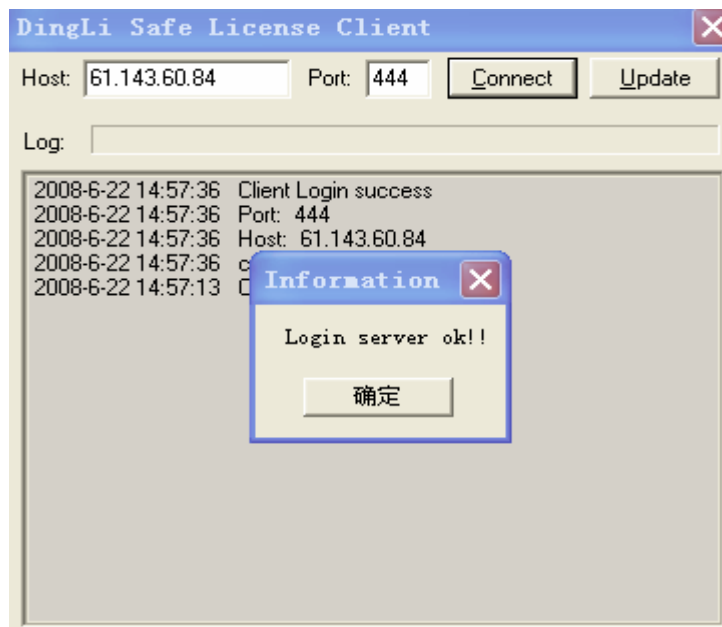 DingLi Safe License Client
Host: 61.143.60.84 Port: 444 Connect Update
Log:
2008-6-22 14:57:36 Client Login success
2008-6-22 14:57:36 Port: 444
2008-6-22 14:57:36 Host: 61.143.60.84
2008-6-22 14:57:36
2008-6-22 14:57:13
Information
Login server ok!!
确定